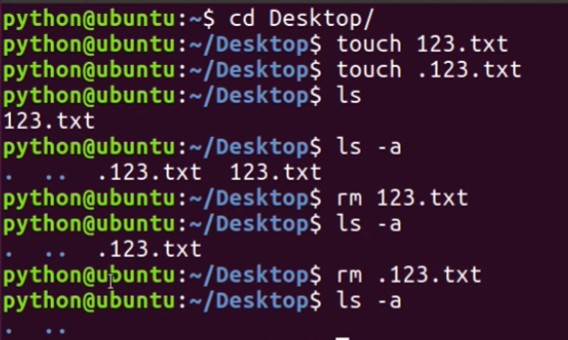 python@ubuntu:~$ cd Desktop/
python@ubuntu:~/Desktop$ touch 123.txt
python@ubuntu:~/Desktop$ touch .123.txt
python@ubuntu:~/Desktop$ ls
123.txt
python@ubuntu:~/Desktop$ ls -a
.  ..  .123.txt  123.txt
python@ubuntu:~/Desktop$ rm 123.txt
python@ubuntu:~/Desktop$ ls -a
.  ..  .123.txt
python@ubuntu:~/Desktop$ rm .123.txt
python@ubuntu:~/Desktop$ ls -a
.  ..